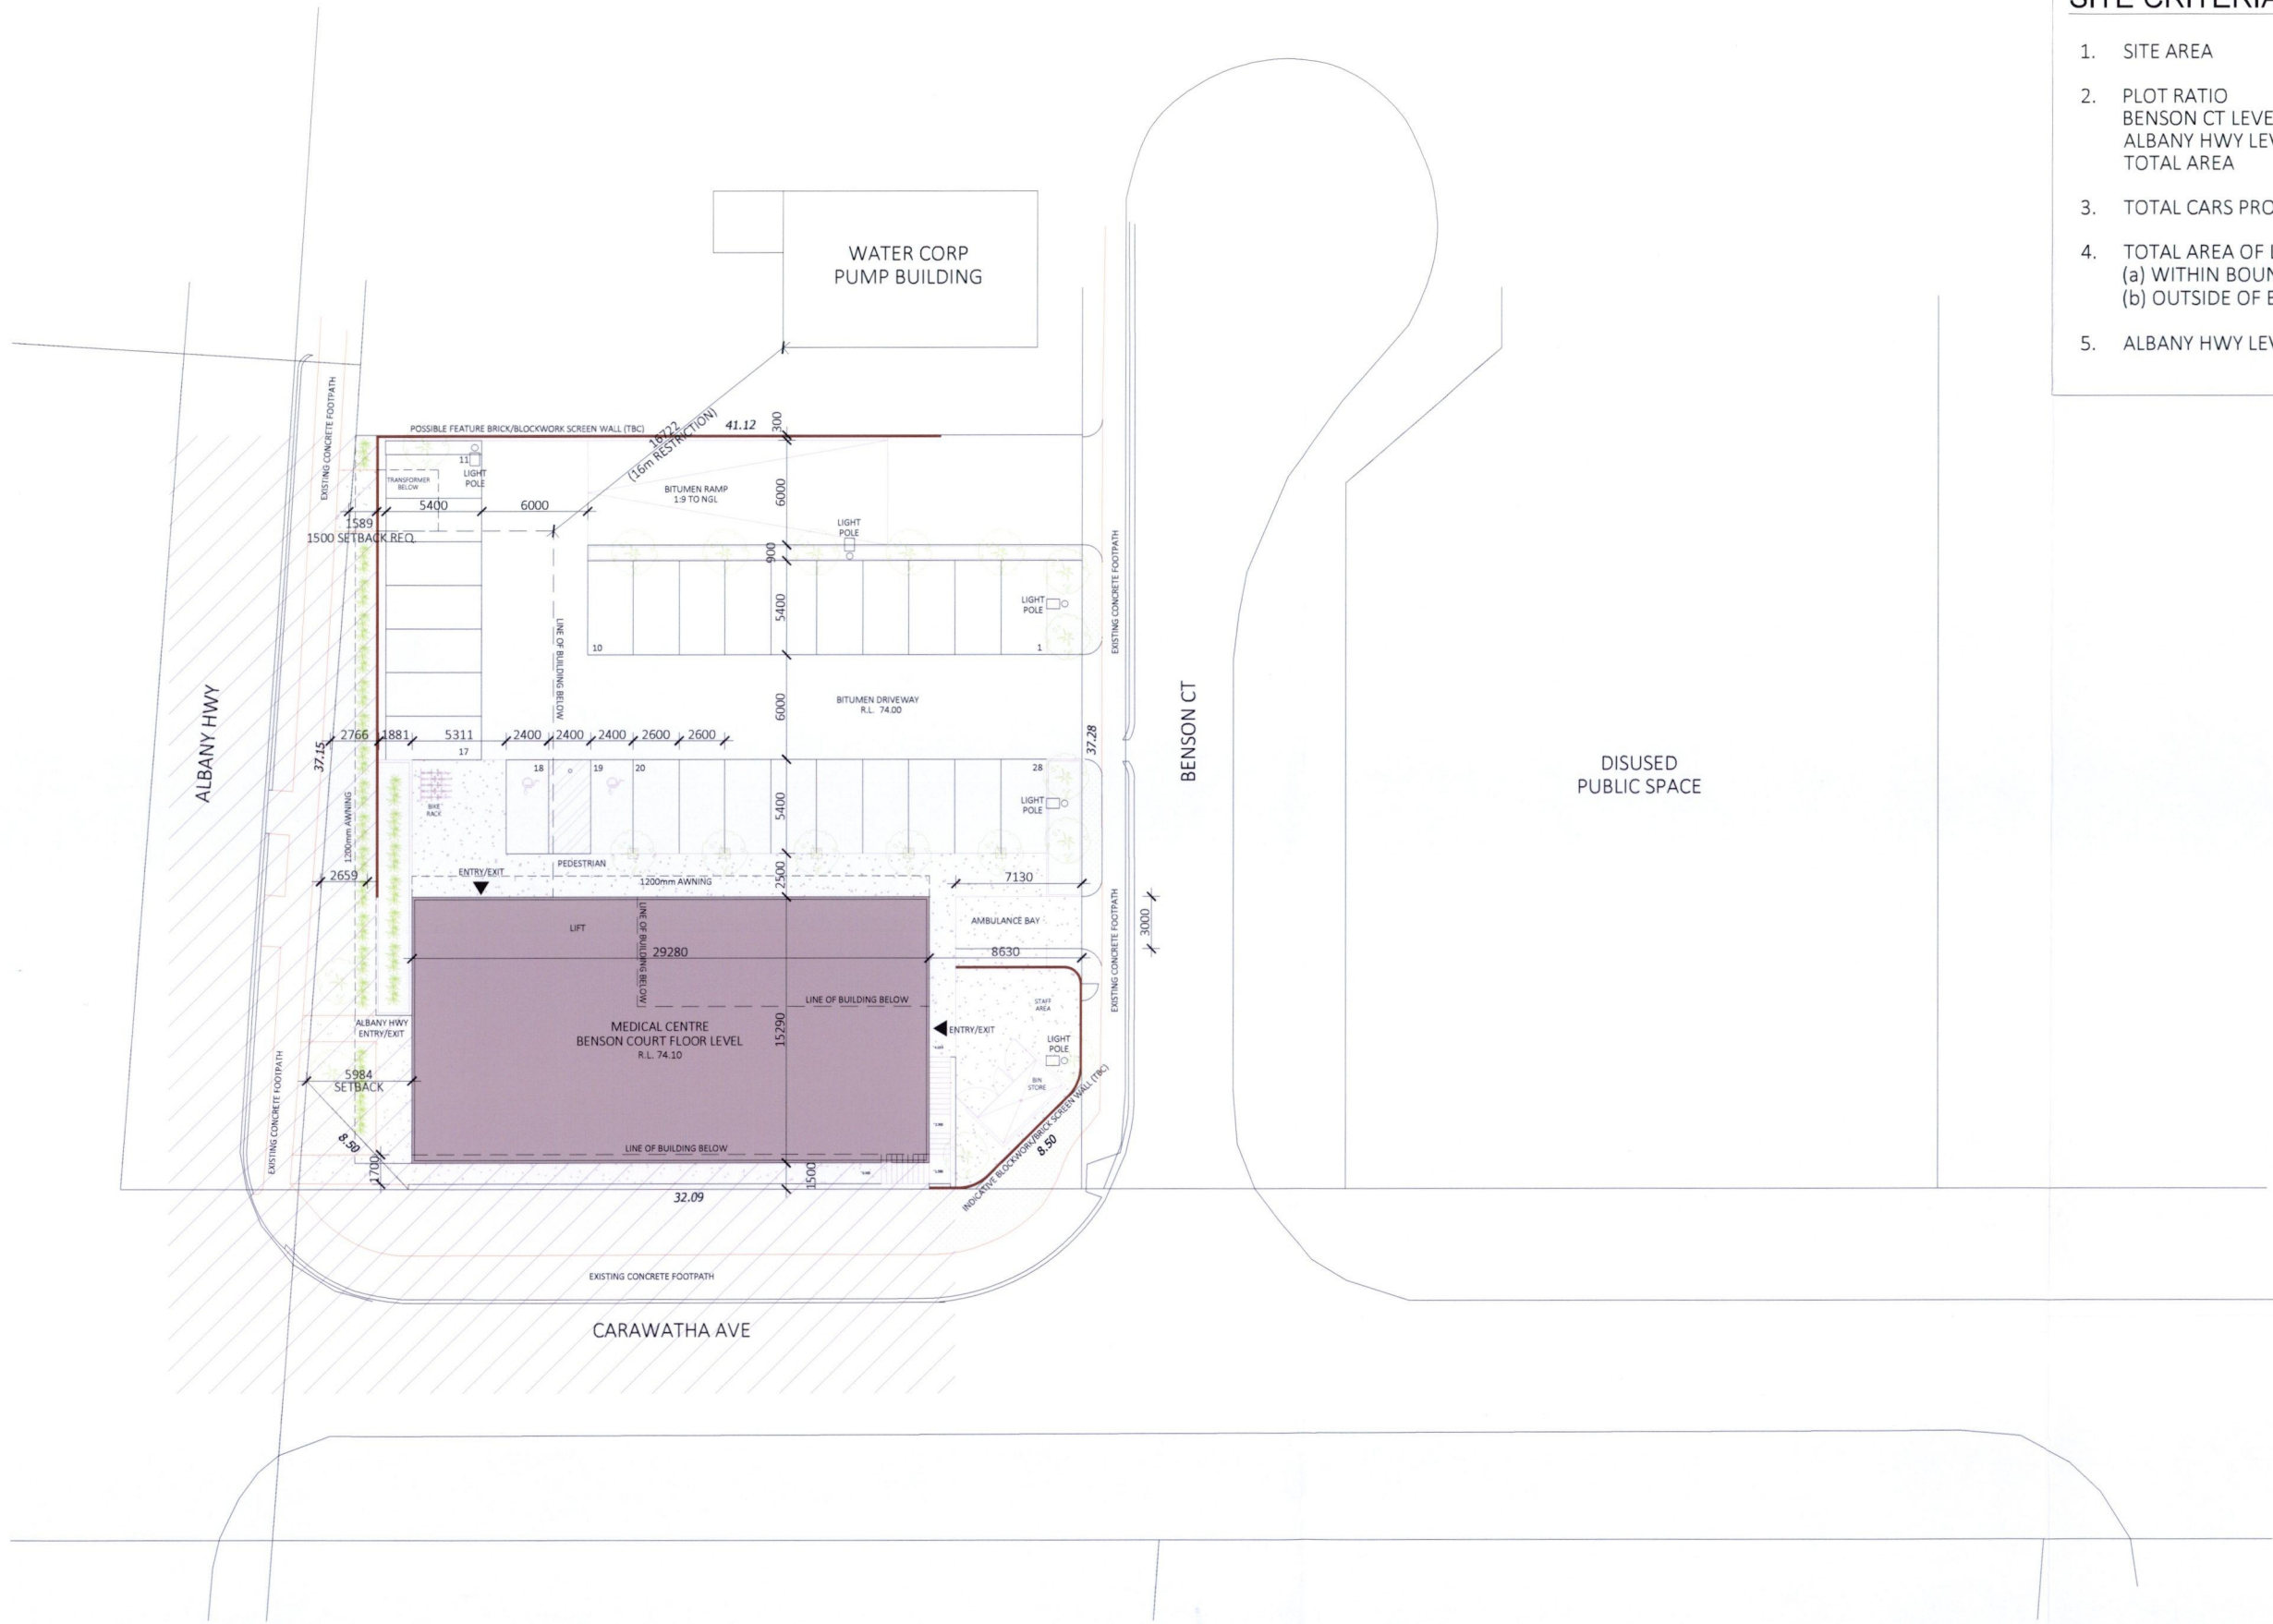 SITE CRITERIA
1. SITE AREA
2. PLOT RATIO
BENSON CT LEVE
ALBANY HWY LEV
TOTAL AREA
3. TOTAL CARS PRO
4. TOTAL AREA OF L
(a) WITHIN BOUN
(b) OUTSIDE OF B
5. ALBANY HWY LEV
WATER CORP
PUMP BUILDING
EXISTING CONCRETE FOOTPATH
POSSIBLE FEATURE BRICK/BLOCKWORK SCREEN WALL (TBC)
16722
(16m RESTRICTION)
41.12
300
11
LIGHT
POLE
TRANSFORMER
BELOW
5400
6000
1589
1500 SETBACK REQ.
BITUMEN RAMP
1:9 TO NGL
6000
LIGHT
POLE
900
5400
LIGHT
POLE
EXISTING CONCRETE FOOTPATH
10
1
LINE OF BUILDING BELOW
ALBANY HWY
BITUMEN DRIVEWAY
R.L. 74.00
6000
BENSON CT
37.28
DISUSED
PUBLIC SPACE
37.15
2766
1881
5311
2400
2400
2400
2600
2600
17
18
19
20
28
BIKE
RACK
1200mm AWNING
5400
LIGHT
POLE
PEDESTRIAN
ENTRY/EXIT
2659
1200mm AWNING
2500
7130
AMBULANCE BAY
3000
EXISTING CONCRETE FOOTPATH
LIFT
LINE OF BUILDING BELOW
29280
8630
LINE OF BUILDING BELOW
STAFF
AREA
ALBANY HWY
ENTRY/EXIT
MEDICAL CENTRE
BENSON COURT FLOOR LEVEL
R.L. 74.10
15290
ENTRY/EXIT
LIGHT
POLE
BIN
STORE
5984
SETBACK
EXISTING CONCRETE FOOTPATH
8.50
1700
LINE OF BUILDING BELOW
1500
32.09
INDICATIVE BLOCKWORK/BRICK SCREEN WALL (TBC)
8.50
EXISTING CONCRETE FOOTPATH
CARAWATHA AVE